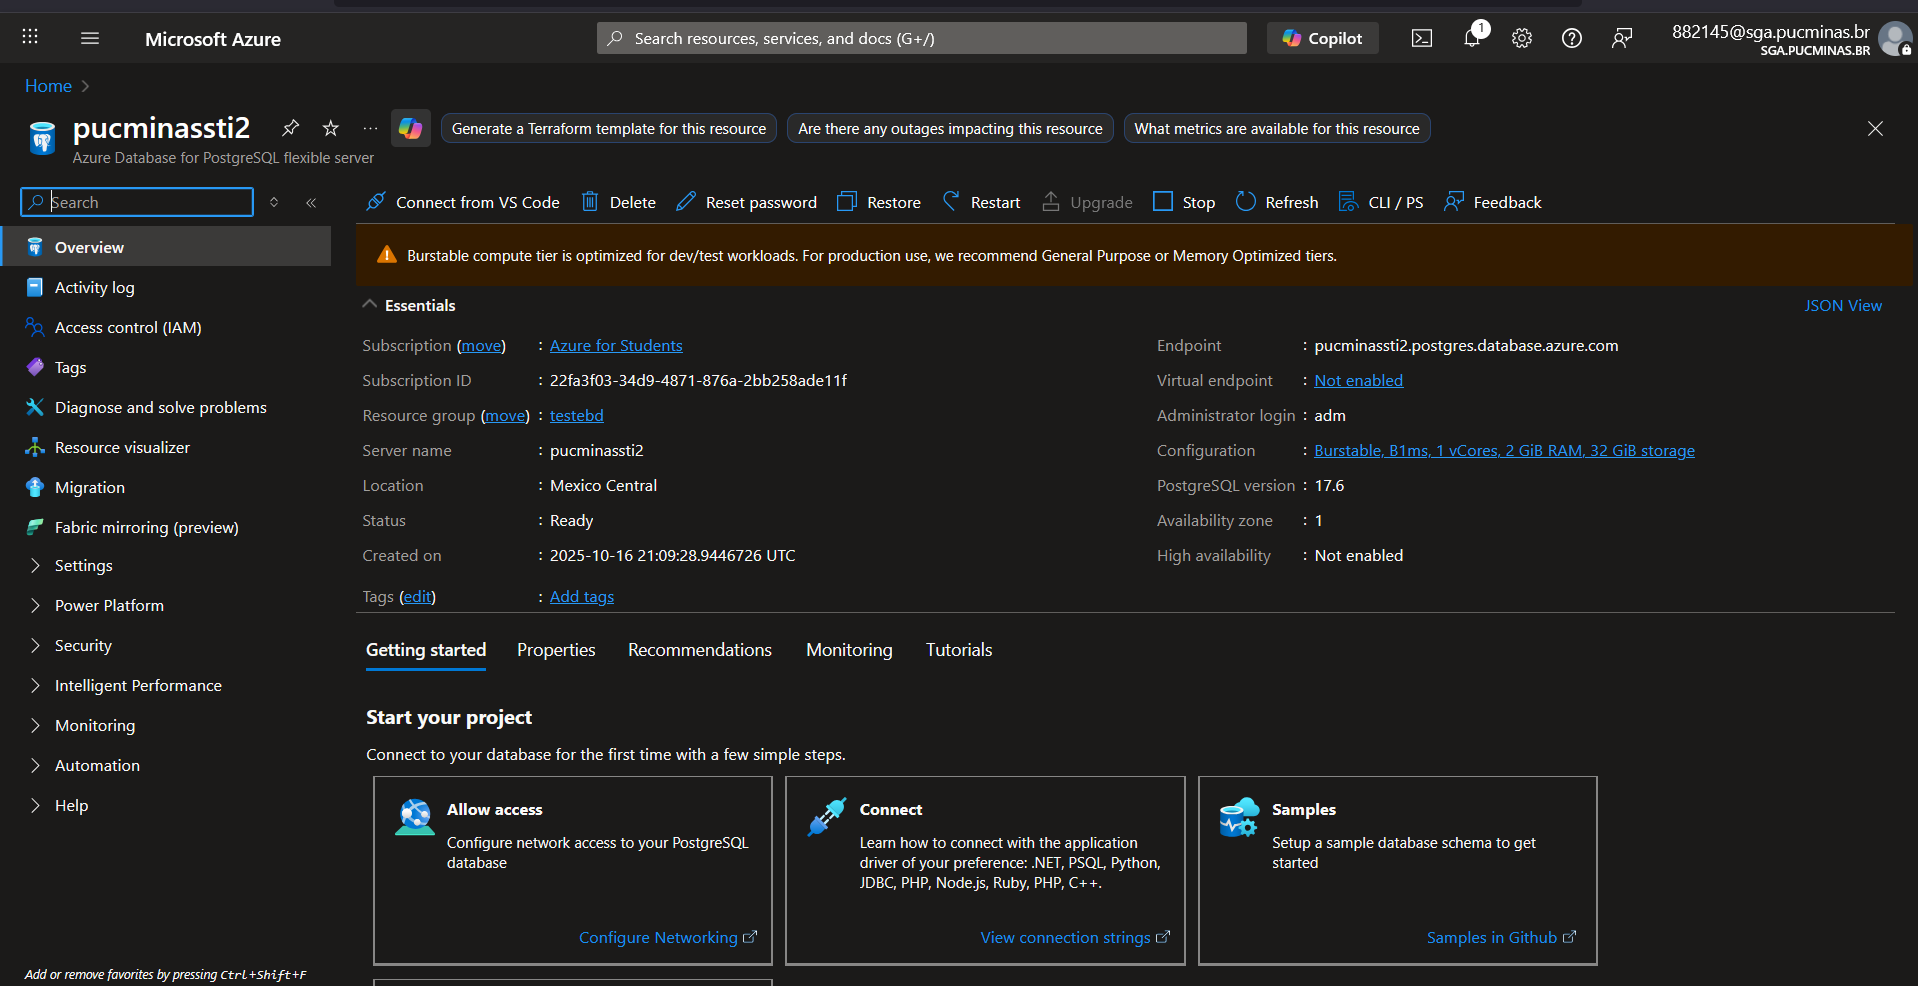 Microsoft Azure
Search resources, services, and docs (G+/)
Copilot
1
882145@sga.pucminas.br
SGA.PUCMINAS.BR
Home
pucminassti2
Azure Database for PostgreSQL flexible server
Generate a Terraform template for this resource
Are there any outages impacting this resource
What metrics are available for this resource
Search
Connect from VS Code
Delete
Reset password
Restore
Restart
Upgrade
Stop
Refresh
CLI / PS
Feedback
Overview
Activity log
Access control (IAM)
Tags
Diagnose and solve problems
Resource visualizer
Migration
Fabric mirroring (preview)
Settings
Power Platform
Security
Intelligent Performance
Monitoring
Automation
Help
Add or remove favorites by pressing Ctrl+Shift+F
Burstable compute tier is optimized for dev/test workloads. For production use, we recommend General Purpose or Memory Optimized tiers.
Essentials
JSON View
Subscription (move) : Azure for Students
Subscription ID : 22fa3f03-34d9-4871-876a-2bb258ade11f
Resource group (move) : testebd
Server name : pucminassti2
Location : Mexico Central
Status : Ready
Created on : 2025-10-16 21:09:28.9446726 UTC
Tags (edit) : Add tags
Endpoint : pucminassti2.postgres.database.azure.com
Virtual endpoint : Not enabled
Administrator login : adm
Configuration : Burstable, B1ms, 1 vCores, 2 GiB RAM, 32 GiB storage
PostgreSQL version : 17.6
Availability zone : 1
High availability : Not enabled
Getting started
Properties
Recommendations
Monitoring
Tutorials
Start your project
Connect to your database for the first time with a few simple steps.
Allow access
Configure network access to your PostgreSQL
database
Configure Networking
Connect
Learn how to connect with the application
driver of your preference: .NET, PSQL, Python,
JDBC, PHP, Node.js, Ruby, PHP, C++.
View connection strings
Samples
Setup a sample database schema to get
started
Samples in Github